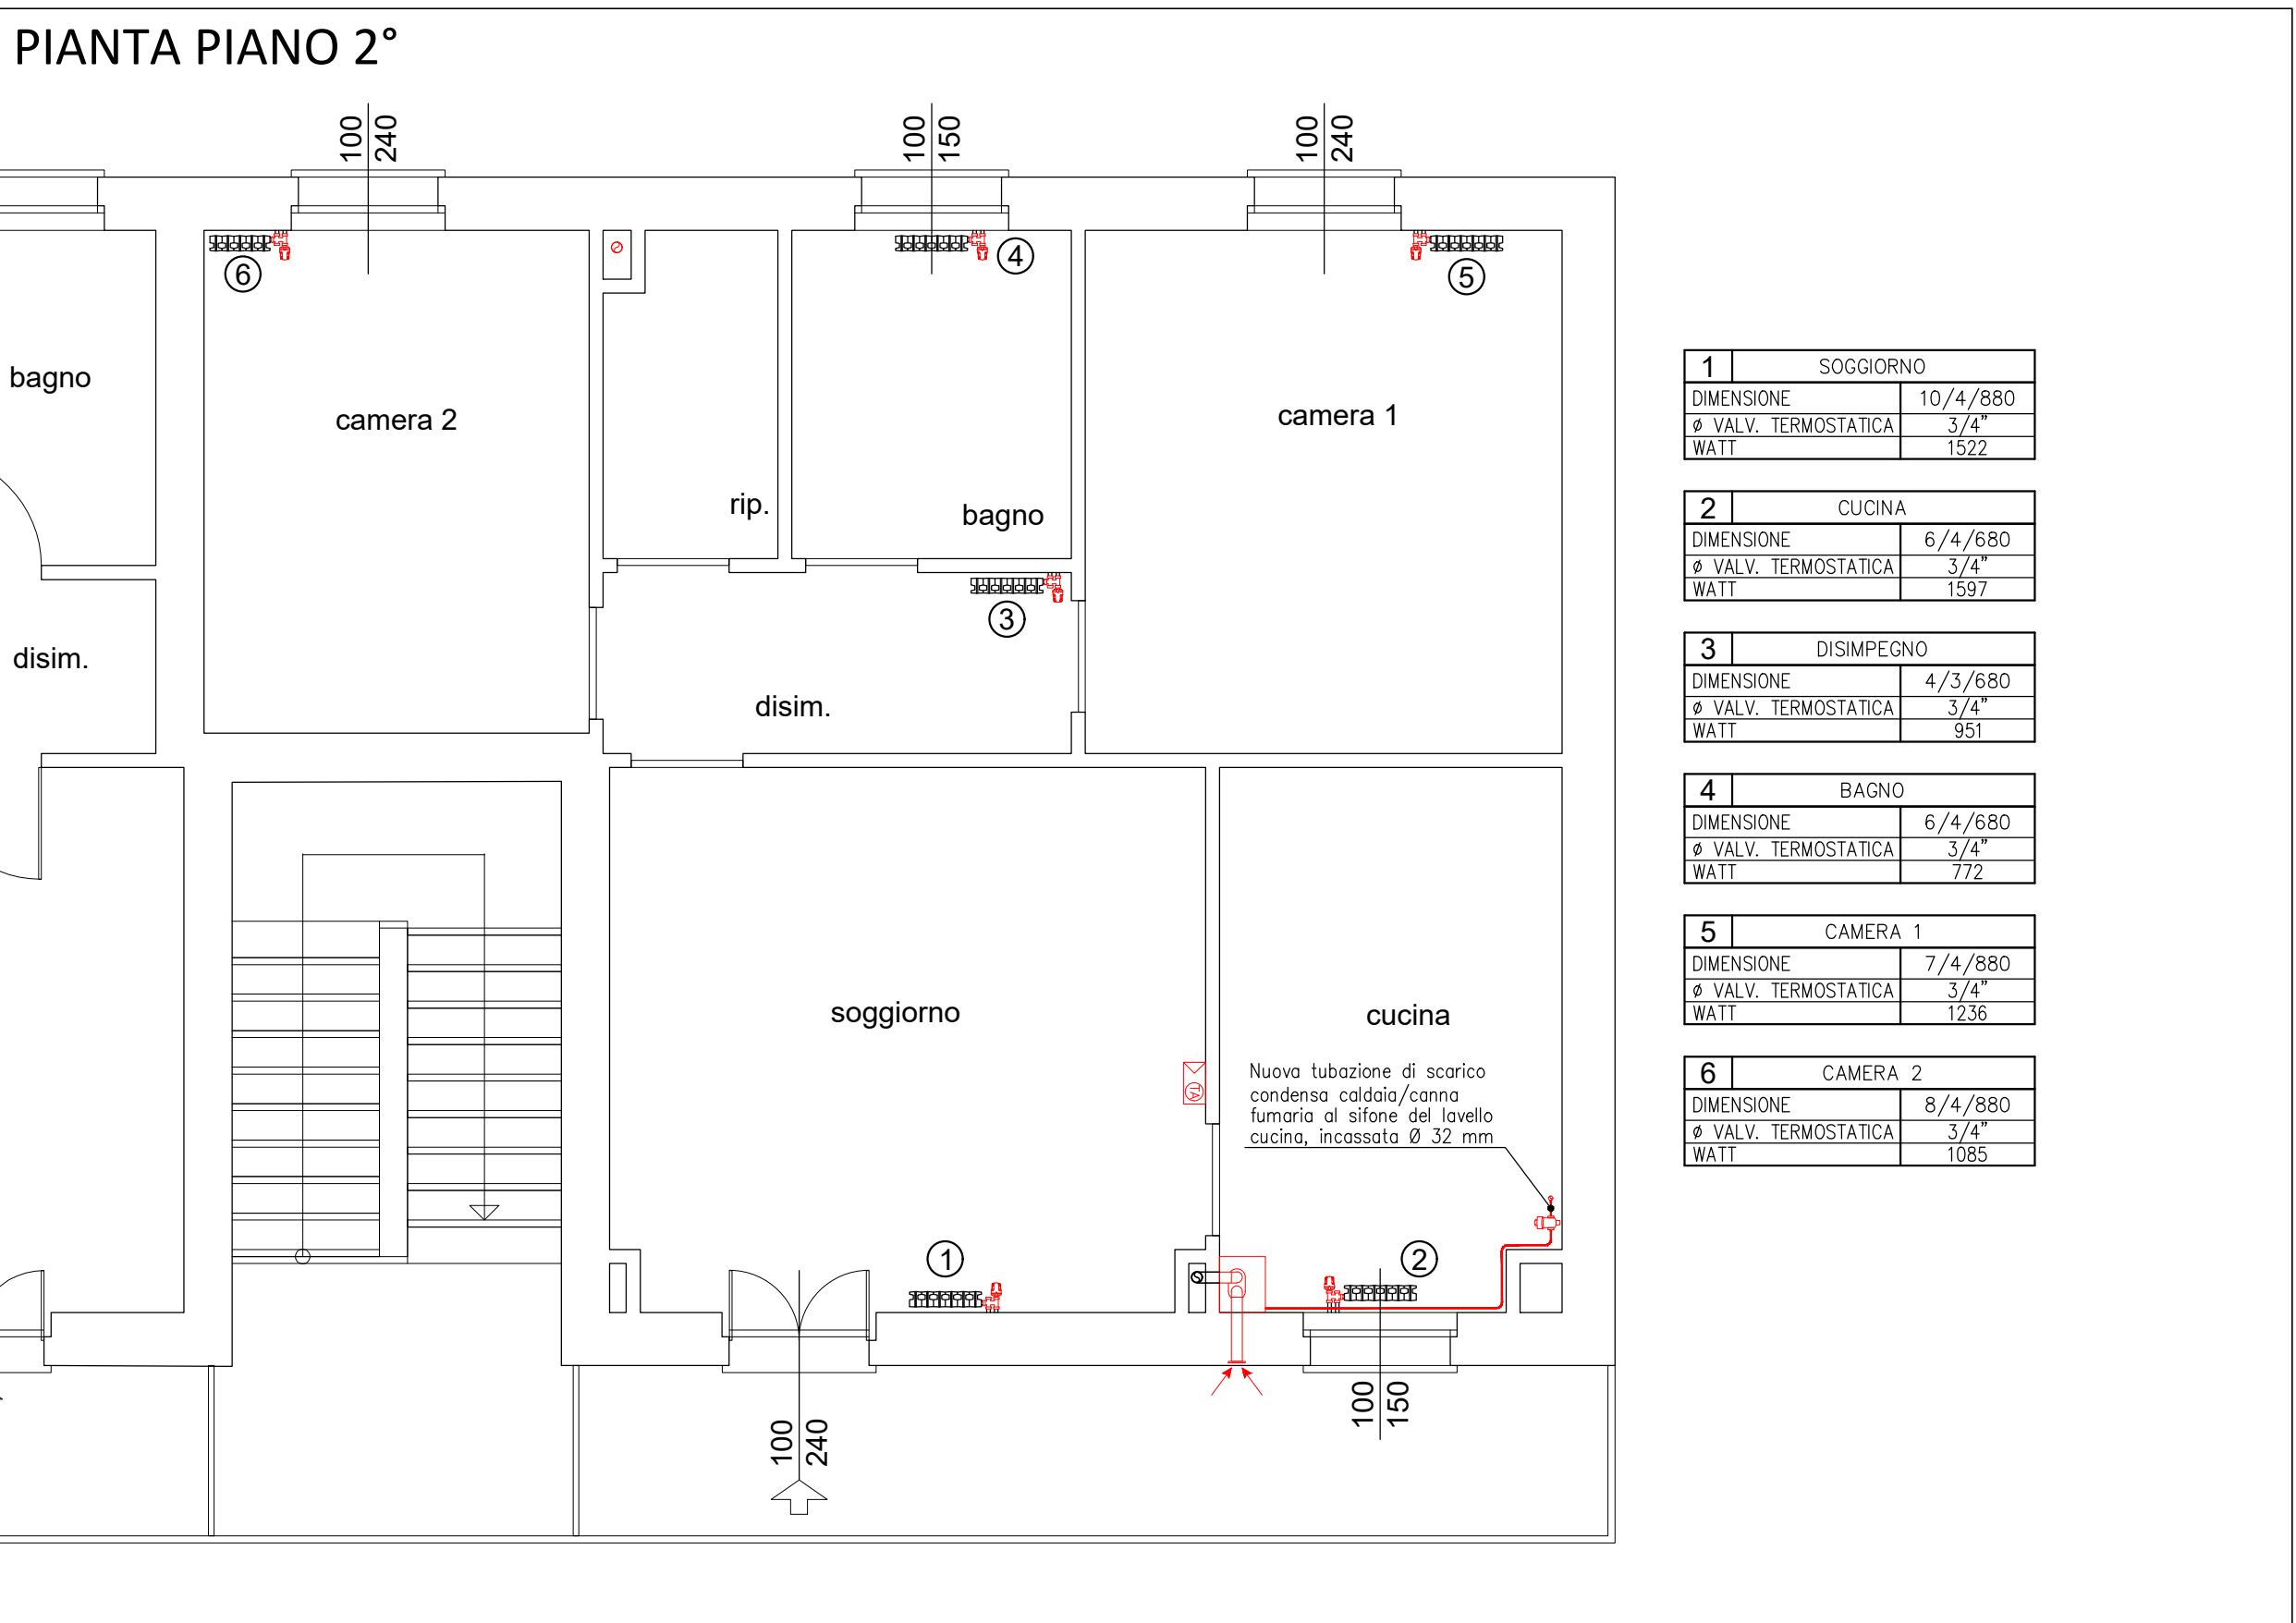 PIANTA PIANO 2°
100
240
100
150
100
240
6
4
5
bagno
camera 2
camera 1
rip.
bagno
3
disim.
disim.
soggiorno
cucina
Nuova tubazione di scarico
condensa caldaia/canna
fumaria al sifone del lavello
cucina, incassata Ø 32 mm
TA
1
2
100
240
100
150
1 SOGGIORNO
DIMENSIONE 10/4/880
Ø VALV. TERMOSTATICA 3/4"
WATT 1522
2 CUCINA
DIMENSIONE 6/4/680
Ø VALV. TERMOSTATICA 3/4"
WATT 1597
3 DISIMPEGNO
DIMENSIONE 4/3/680
Ø VALV. TERMOSTATICA 3/4"
WATT 951
4 BAGNO
DIMENSIONE 6/4/680
Ø VALV. TERMOSTATICA 3/4"
WATT 772
5 CAMERA 1
DIMENSIONE 7/4/880
Ø VALV. TERMOSTATICA 3/4"
WATT 1236
6 CAMERA 2
DIMENSIONE 8/4/880
Ø VALV. TERMOSTATICA 3/4"
WATT 1085